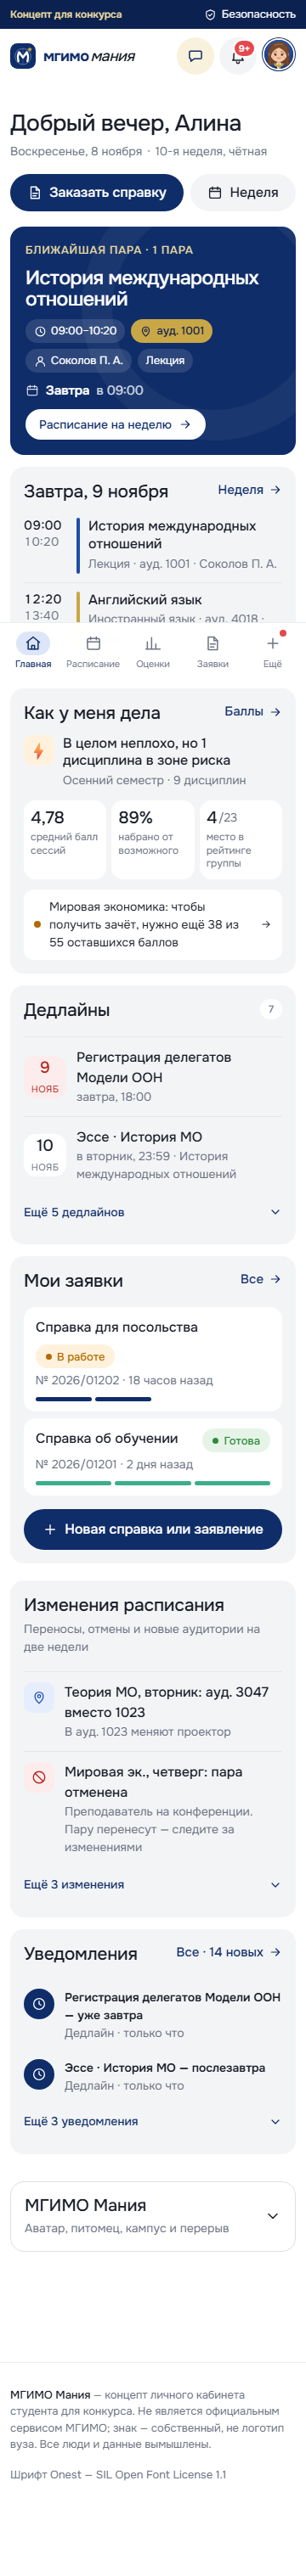 Концепт для конкурса
Безопасность
М мгимо мания
9+
Добрый вечер, Алина
Воскресенье, 8 ноября · 10-я неделя, чётная
Заказать справку
Неделя
БЛИЖАЙШАЯ ПАРА · 1 ПАРА
История международных
отношений
09:00–10:20
ауд. 1001
Соколов П. А.
Лекция
Завтра в 09:00
Расписание на неделю →
Завтра, 9 ноября
Неделя →
09:00
10:20
История международных
отношений
Лекция · ауд. 1001 · Соколов П. А.
12:20
13:40
Английский язык
Иностранный язык · ауд. 4018 ·
Главная
Расписание
Оценки
Заявки
Ещё
Как у меня дела
Баллы →
В целом неплохо, но 1
дисциплина в зоне риска
Осенний семестр · 9 дисциплин
4,78
средний балл
сессий
89%
набрано от
возможного
4/23
место в
рейтинге
группы
Мировая экономика: чтобы
получить зачёт, нужно ещё 38 из
55 оставшихся баллов
→
Дедлайны
7
9
НОЯБ
Регистрация делегатов
Модели ООН
завтра, 18:00
10
НОЯБ
Эссе · История МО
в вторник, 23:59 · История
международных отношений
Ещё 5 дедлайнов
Мои заявки
Все →
Справка для посольства
В работе
№ 2026/01202 · 18 часов назад
Справка об обучении
Готова
№ 2026/01201 · 2 дня назад
+ Новая справка или заявление
Изменения расписания
Переносы, отмены и новые аудитории на
две недели
Теория МО, вторник: ауд. 3047
вместо 1023
В ауд. 1023 меняют проектор
Мировая эк., четверг: пара
отменена
Преподаватель на конференции.
Пару перенесут — следите за
изменениями
Ещё 3 изменения
Уведомления
Все · 14 новых →
Регистрация делегатов Модели ООН
— уже завтра
Дедлайн · только что
Эссе · История МО — послезавтра
Дедлайн · только что
Ещё 3 уведомления
МГИМО Мания
Аватар, питомец, кампус и перерыв
МГИМО Мания — концепт личного кабинета
студента для конкурса. Не является официальным
сервисом МГИМО; знак — собственный, не логотип
вуза. Все люди и данные вымышлены.
Шрифт Onest — SIL Open Font License 1.1